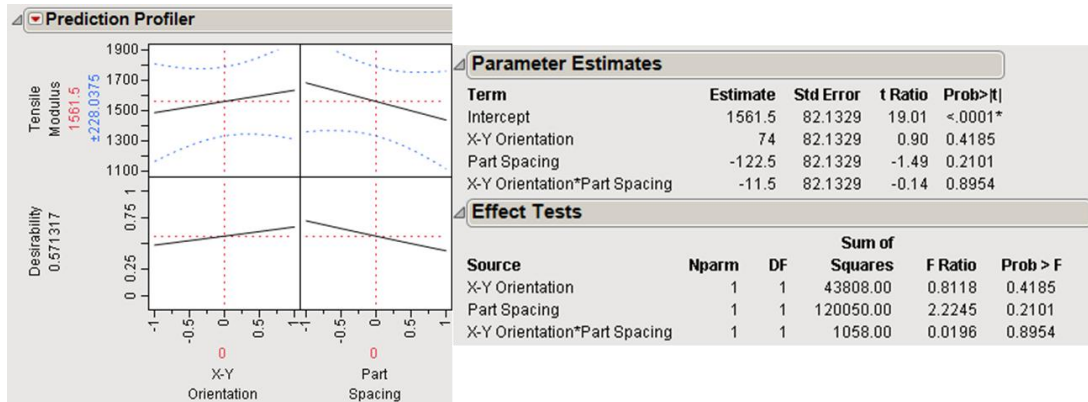 Prediction Profiler
1900
1700
1500
1300
1100
Tensile
Modulus
1561.5
±228.0375
1
0.75
0.25
0
Desirability
0.571317
-1
-0.5
0
0.5
1
-1
-0.5
0
0.5
1
0
X-Y
Orientation
0
Part
Spacing
Parameter Estimates
Term Estimate Std Error t Ratio Prob>|t|
Intercept 1561.5 82.1329 19.01 <.0001*
X-Y Orientation 74 82.1329 0.90 0.4185
Part Spacing -122.5 82.1329 -1.49 0.2101
X-Y Orientation*Part Spacing -11.5 82.1329 -0.14 0.8954
Effect Tests
Sum of
Source Nparm DF Squares F Ratio Prob > F
X-Y Orientation 1 1 43808.00 0.8118 0.4185
Part Spacing 1 1 120050.00 2.2245 0.2101
X-Y Orientation*Part Spacing 1 1 1058.00 0.0196 0.8954